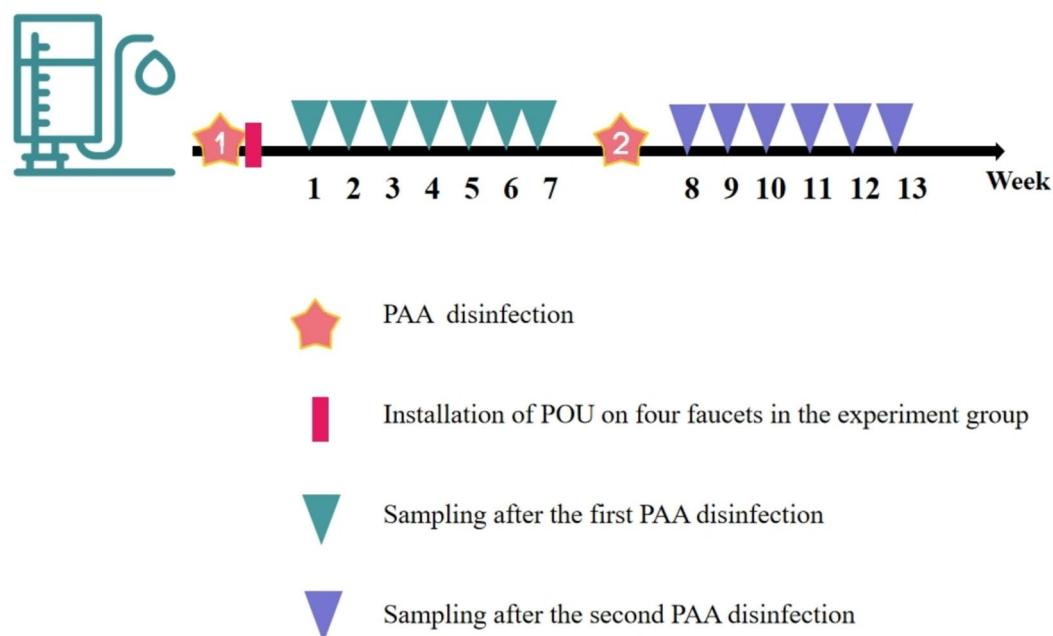 1
2
1 2 3 4 5 6 7 8 9 10 11 12 13
Week
PAA disinfection
Installation of POU on four faucets in the experiment group
Sampling after the first PAA disinfection
Sampling after the second PAA disinfection